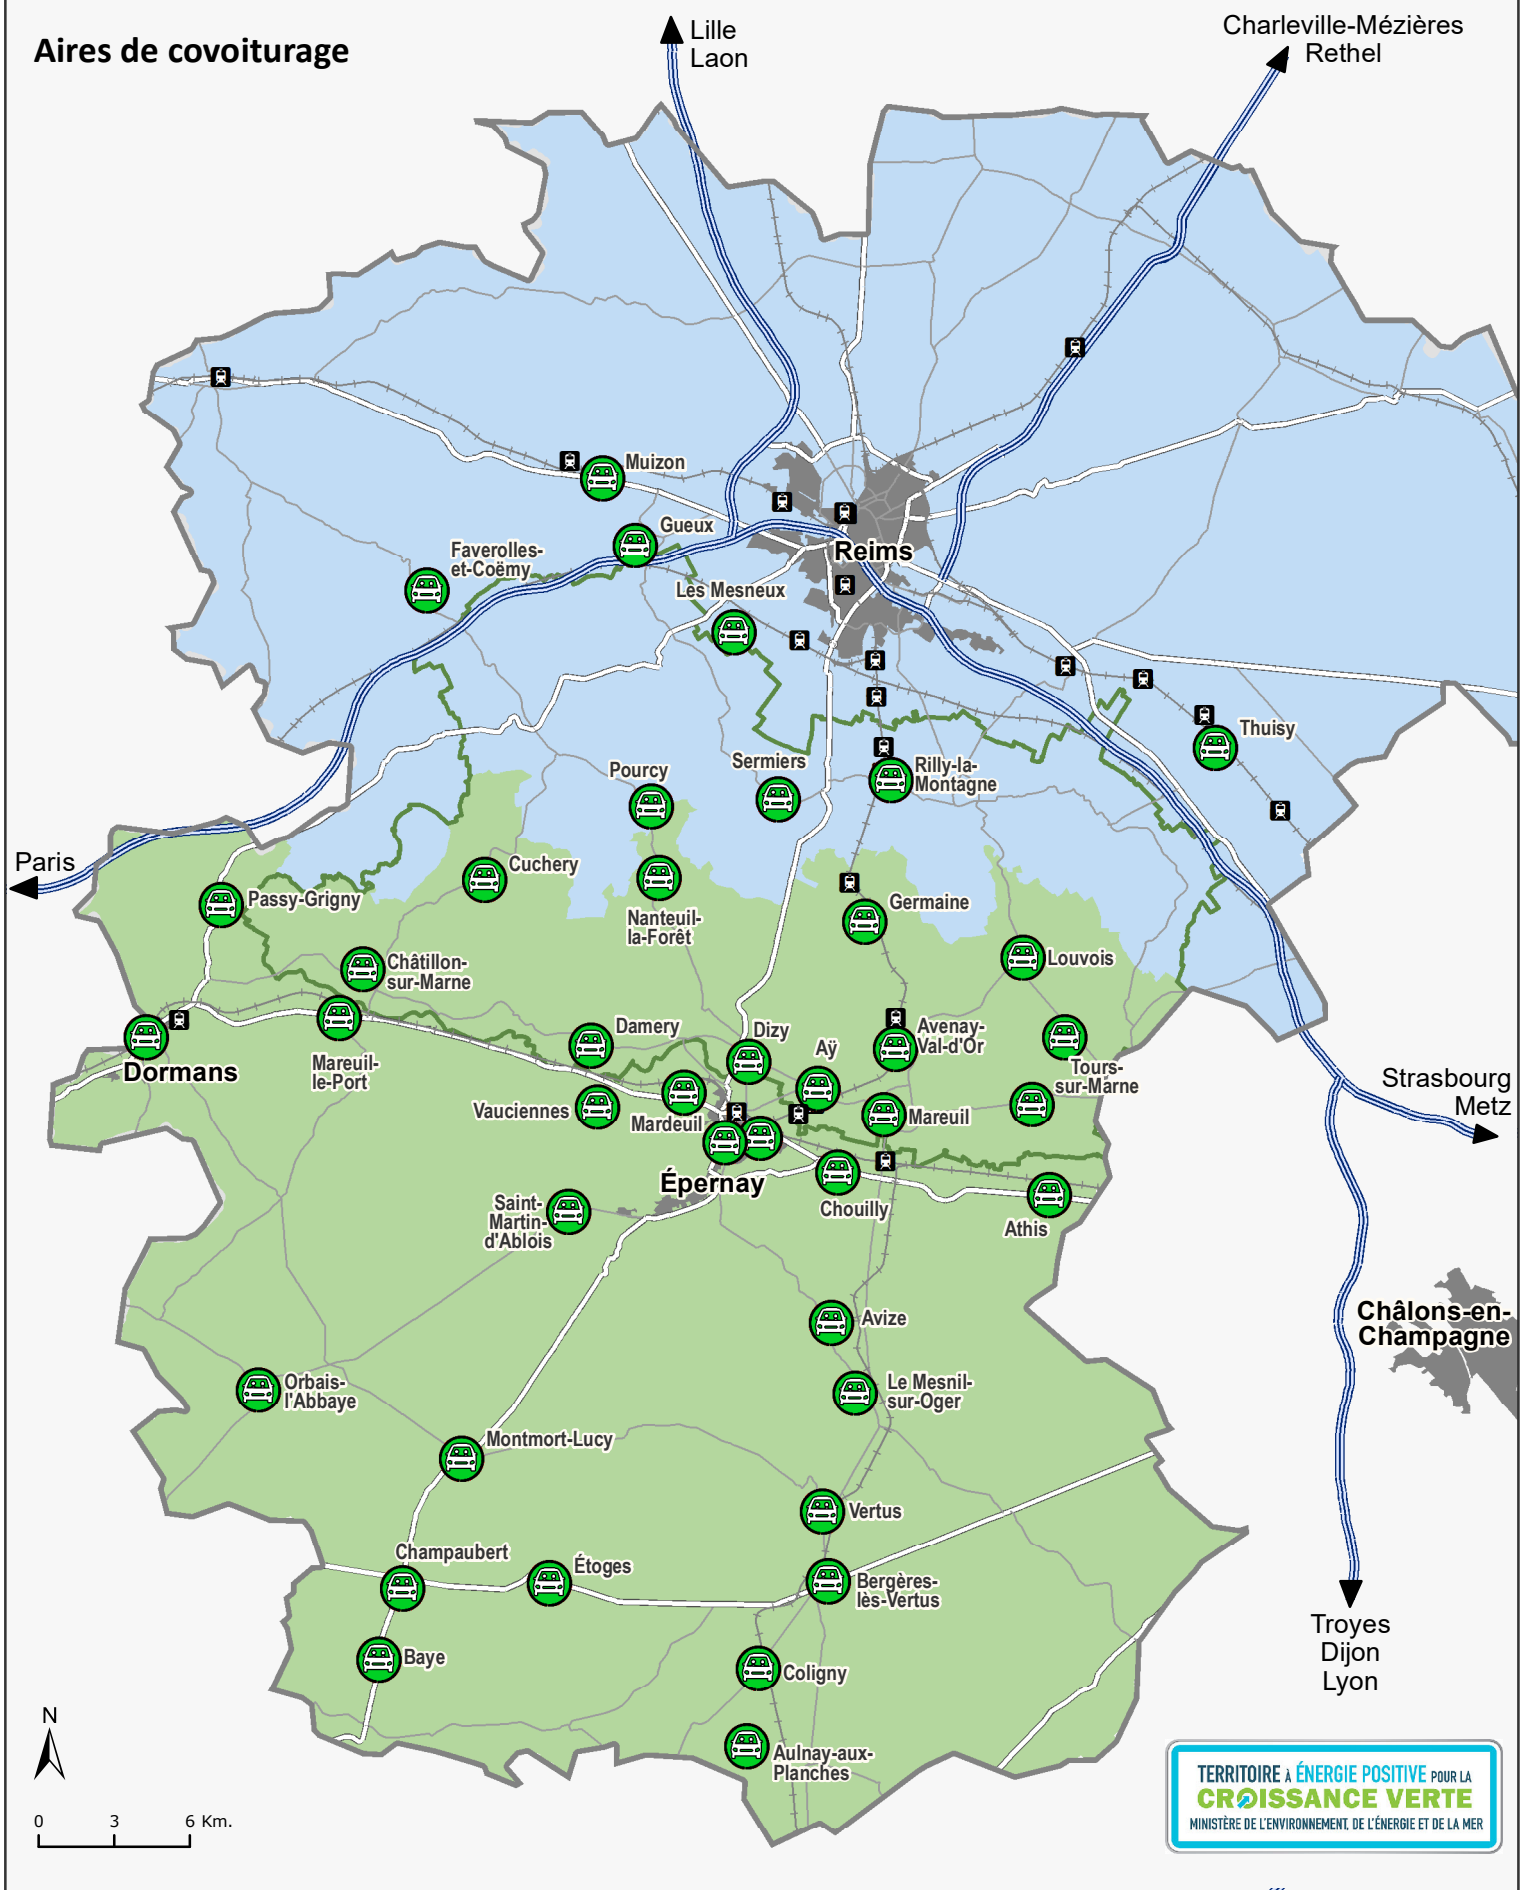 Aires de covoiturage
Lille
Laon
Charleville-Mézières
Rethel
Muizon
Gueux
Faverolles-
et-Coëmy
Reims
Les Mesneux
Thuisy
Sermiers
Rilly-la-
Montagne
Pourcy
Paris
Cuchery
Passy-Grigny
Nanteuil-
la-Forêt
Germaine
Louvois
Châtillon-
sur-Marne
Damery
Dizy
Avenay-
Val-d'Or
Aÿ
Dormans
Mareuil-
le-Port
Tours-
sur-Marne
Strasbourg
Metz
Vauciennes
Mardeuil
Mareuil
Épernay
Saint-
Martin-
d'Ablois
Chouilly
Athis
Avize
Châlons-en-
Champagne
Orbais-
l'Abbaye
Le Mesnil-
sur-Oger
Montmort-Lucy
Vertus
Champaubert
Étoges
Bergères-
lès-Vertus
Troyes
Dijon
Lyon
Baye
Coligny
Aulnay-aux-
Planches
N
0 3 6 Km.
TERRITOIRE À ÉNERGIE POSITIVE POUR LA
CROISSANCE VERTE
MINISTÈRE DE L'ENVIRONNEMENT, DE L'ÉNERGIE ET DE LA MER